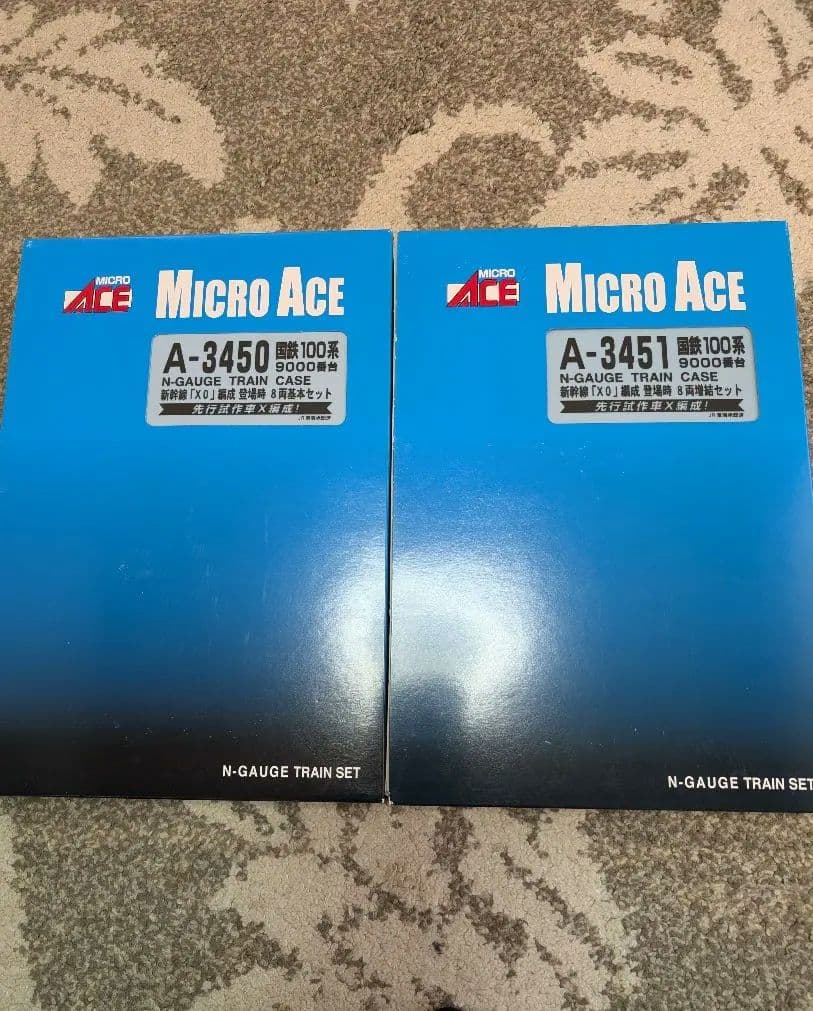 MICRO
ACE
MICRO ACE
A-3450 国鉄100系
9000番台
N-GAUGE TRAIN CASE
新幹線「X0」編成 登場時 8両基本セット
先行試作車X編成!
N-GAUGE TRAIN SET
MICRO
ACE
MICRO ACE
A-3451 国鉄100系
9000番台
N-GAUGE TRAIN CASE
新幹線「X0」編成 登場時 8両増結セット
先行試作車X編成!
N-GAUGE TRAIN SET